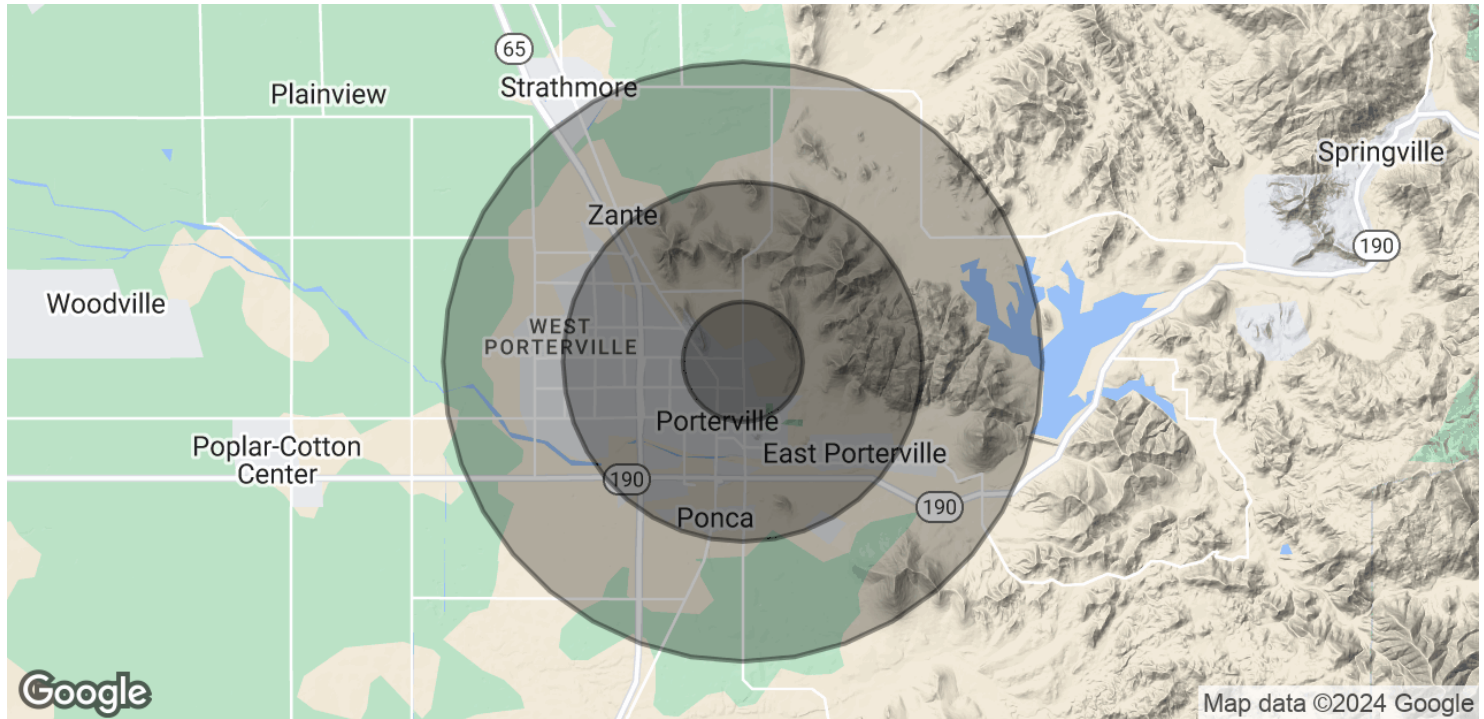 65
Strathmore
Plainview
Springville
Zante
190
Woodville
WEST
PORTERVILLE
Porterville
Poplar-Cotton
Center
East Porterville
190
190
Ponca
Google
Map data ©2024 Google